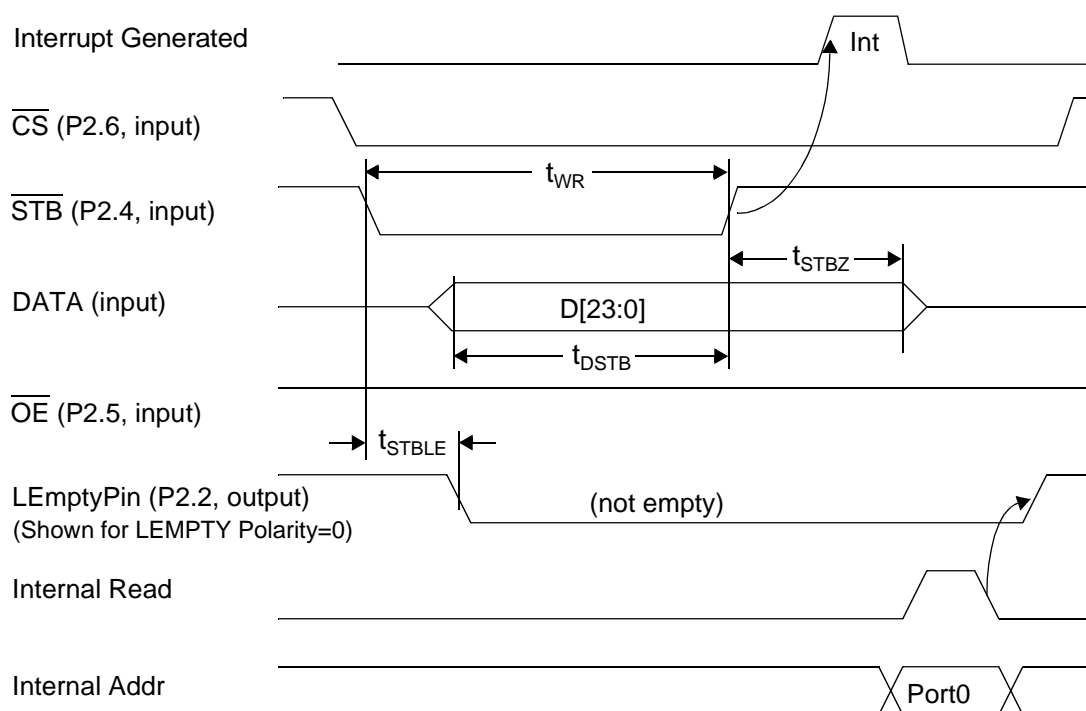 Interrupt Generated
Int
CS (P2.6, input)
tWR
STB (P2.4, input)
tSTBZ
DATA (input)
D[23:0]
tDSTB
OE (P2.5, input)
tSTBLE
LEmptyPin (P2.2, output)
(not empty)
(Shown for LEMPTY Polarity=0)
Internal Read
Internal Addr
Port0